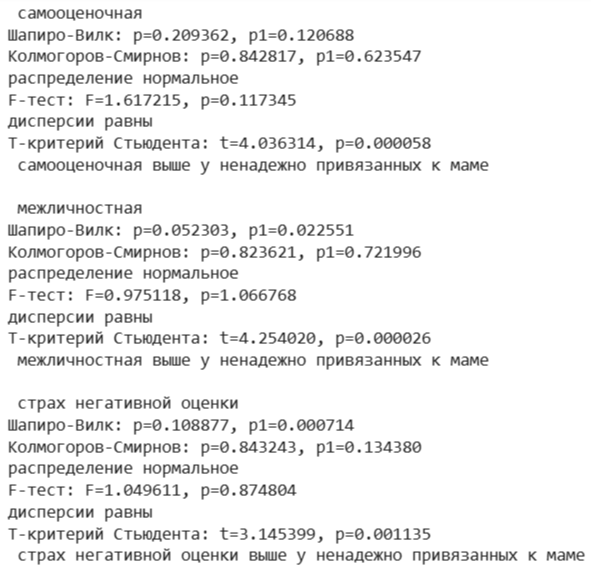 самооценочная
Шапиро-Вилк: p=0.209362, p1=0.120688
Колмогоров-Смирнов: p=0.842817, p1=0.623547
распределение нормальное
F-тест: F=1.617215, p=0.117345
дисперсии равны
Т-критерий Стьюдента: t=4.036314, p=0.000058
самооценочная выше у ненадежно привязанных к маме
межличностная
Шапиро-Вилк: p=0.052303, p1=0.022551
Колмогоров-Смирнов: p=0.823621, p1=0.721996
распределение нормальное
F-тест: F=0.975118, p=1.066768
дисперсии равны
Т-критерий Стьюдента: t=4.254020, p=0.000026
межличностная выше у ненадежно привязанных к маме
страх негативной оценки
Шапиро-Вилк: p=0.108877, p1=0.000714
Колмогоров-Смирнов: p=0.843243, p1=0.134380
распределение нормальное
F-тест: F=1.049611, p=0.874804
дисперсии равны
Т-критерий Стьюдента: t=3.145399, p=0.001135
страх негативной оценки выше у ненадежно привязанных к маме